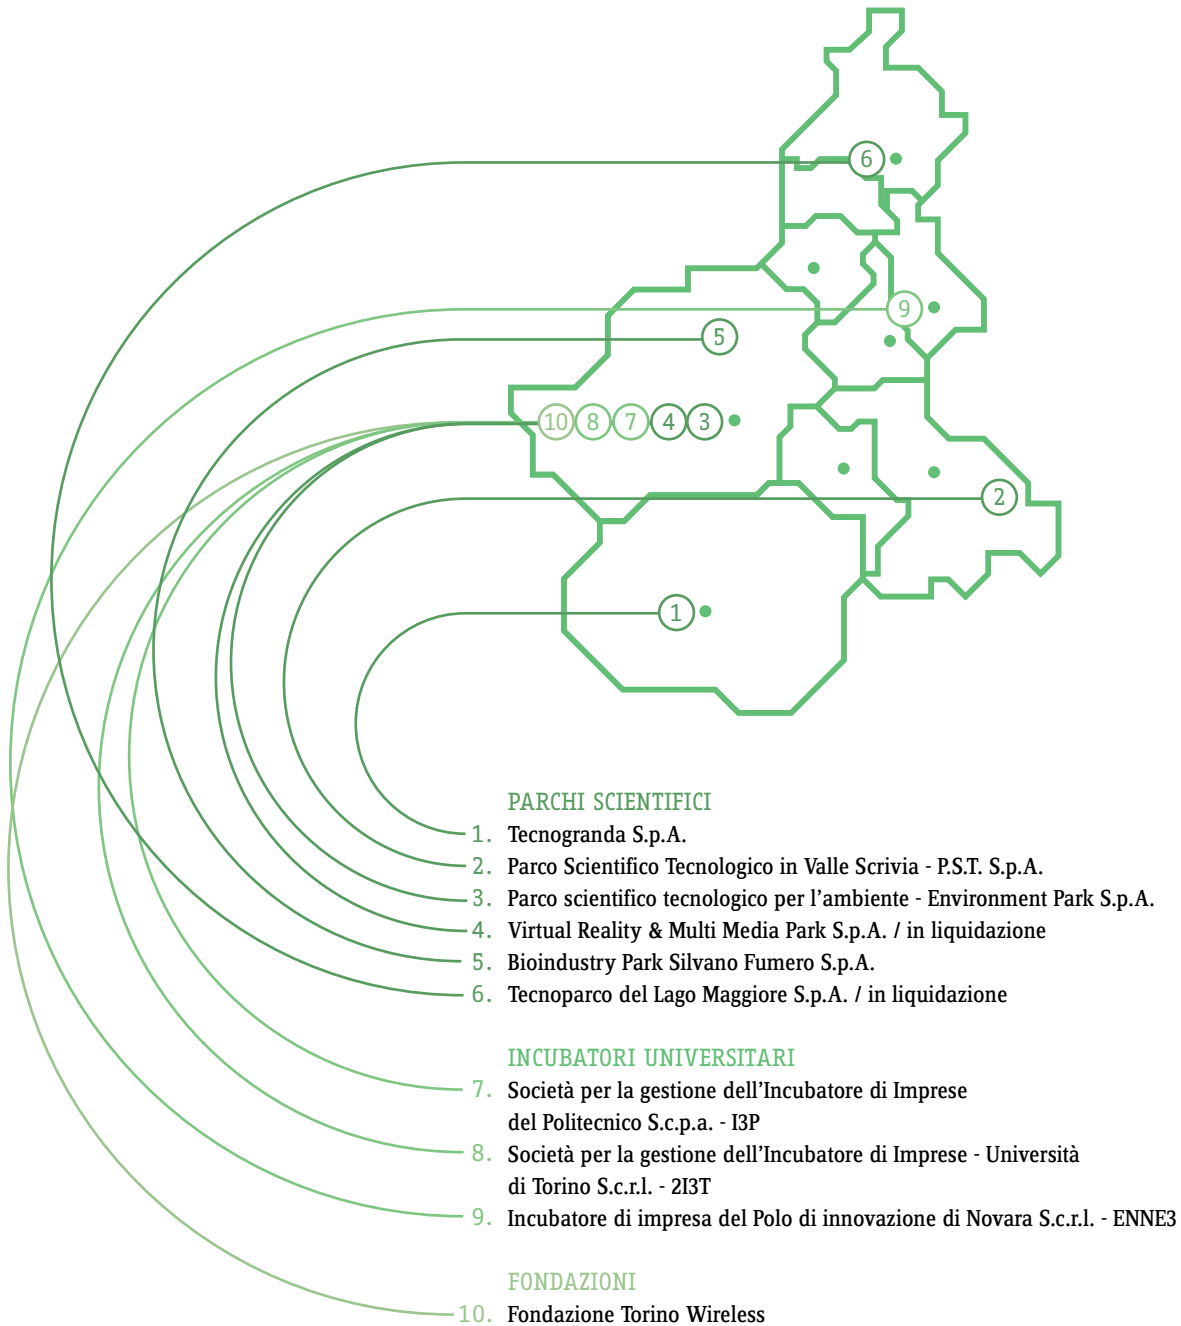 6
9
5
10 8 7 4 3
2
1
PARCHI SCIENTIFICI
1. Tecnogranda S.p.A.
2. Parco Scientifico Tecnologico in Valle Scrivia - P.S.T. S.p.A.
3. Parco scientifico tecnologico per l’ambiente - Environment Park S.p.A.
4. Virtual Reality & Multi Media Park S.p.A. / in liquidazione
5. Bioindustry Park Silvano Fumero S.p.A.
6. Tecnoparco del Lago Maggiore S.p.A. / in liquidazione
INCUBATORI UNIVERSITARI
7. Società per la gestione dell’Incubatore di Imprese
del Politecnico S.c.p.a. - I3P
8. Società per la gestione dell’Incubatore di Imprese - Università
di Torino S.c.r.l. - 2I3T
9. Incubatore di impresa del Polo di innovazione di Novara S.c.r.l. - ENNE3
FONDAZIONI
10. Fondazione Torino Wireless